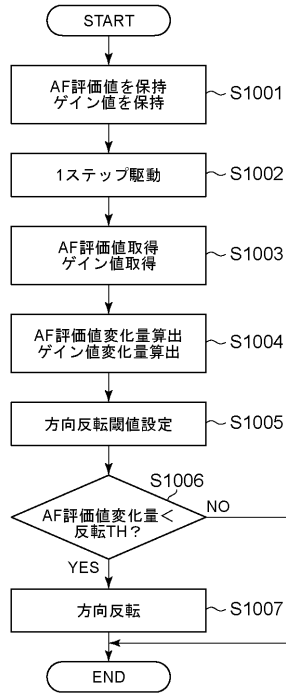 START
AF評価値を保持
ゲイン値を保持
S1001
1ステップ駆動
S1002
AF評価値取得
ゲイン値取得
S1003
AF評価値変化量算出
ゲイン値変化量算出
S1004
方向反転閾値設定
S1005
S1006
AF評価値変化量<
反転TH?
NO
YES
方向反転
S1007
END